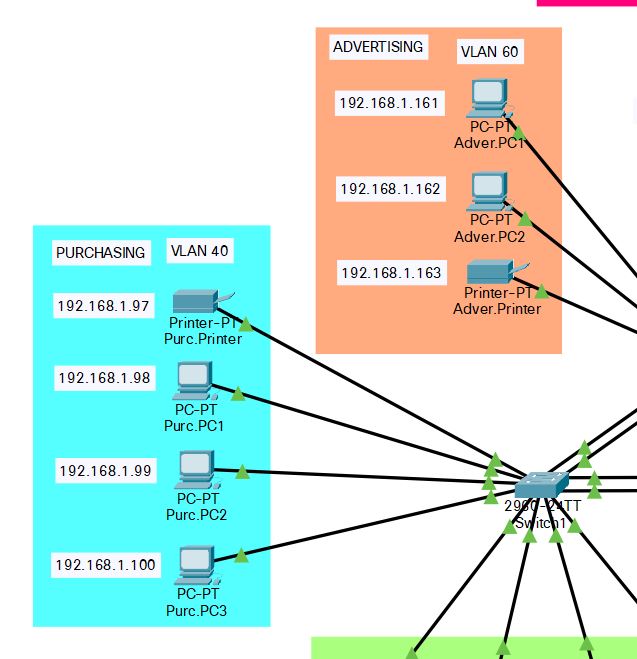 ADVERTISING
VLAN 60
192.168.1.161
PC-PT
Adver.PC1
192.168.1.162
PC-PT
Adver.PC2
192.168.1.163
Printer-PT
Adver.Printer
PURCHASING
VLAN 40
192.168.1.97
Printer-PT
Purc.Printer
192.168.1.98
PC-PT
Purc.PC1
192.168.1.99
PC-PT
Purc.PC2
192.168.1.100
PC-PT
Purc.PC3
2960-24TT
Switch1